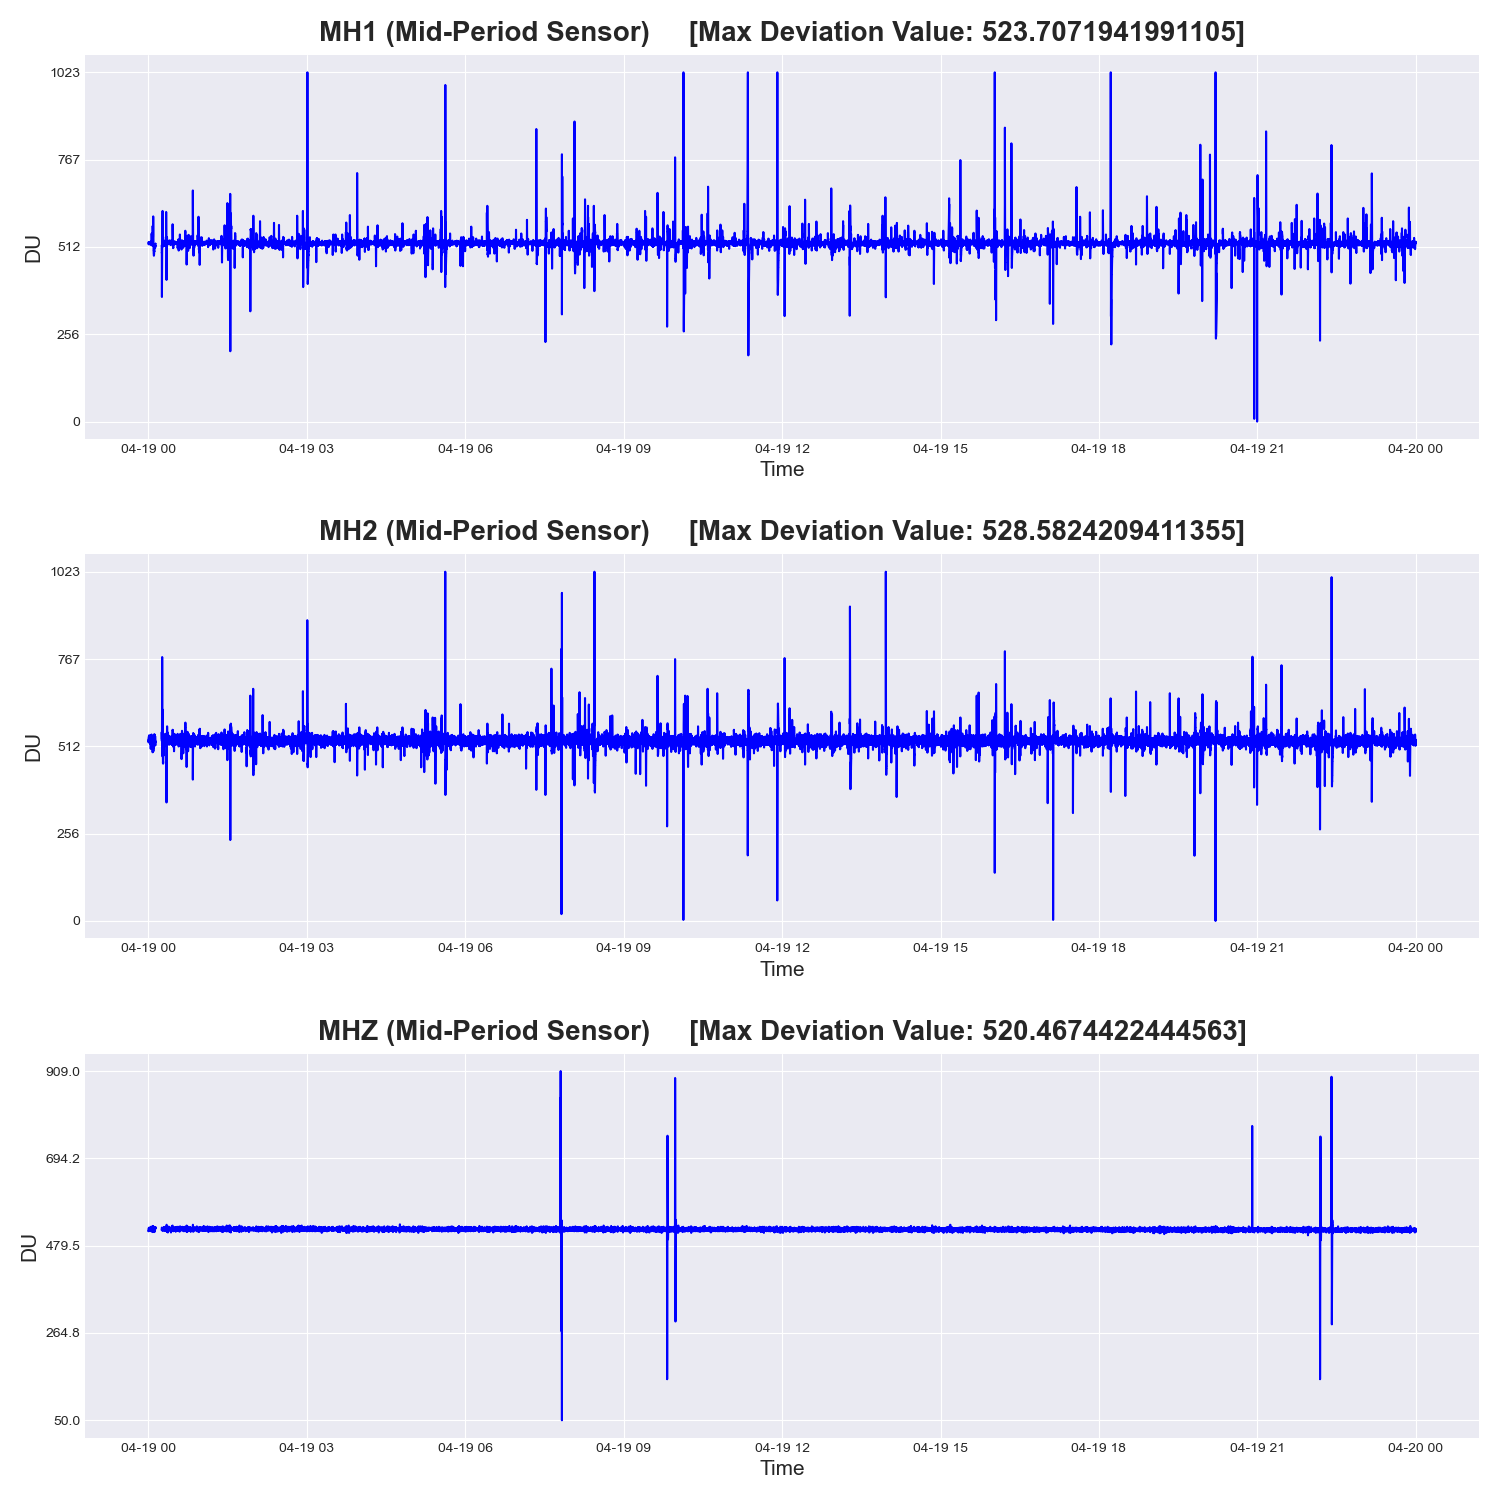 MH1 (Mid-Period Sensor) [Max Deviation Value: 523.7071941991105]
1023
767
512
256
0
DU
04-19 00 04-19 03 04-19 06 04-19 09 04-19 12 04-19 15 04-19 18 04-19 21 04-20 00
Time
MH2 (Mid-Period Sensor) [Max Deviation Value: 528.5824209411355]
1023
767
512
256
0
DU
04-19 00 04-19 03 04-19 06 04-19 09 04-19 12 04-19 15 04-19 18 04-19 21 04-20 00
Time
MHZ (Mid-Period Sensor) [Max Deviation Value: 520.4674422444563]
909.0
694.2
479.5
264.8
50.0
DU
04-19 00 04-19 03 04-19 06 04-19 09 04-19 12 04-19 15 04-19 18 04-19 21 04-20 00
Time